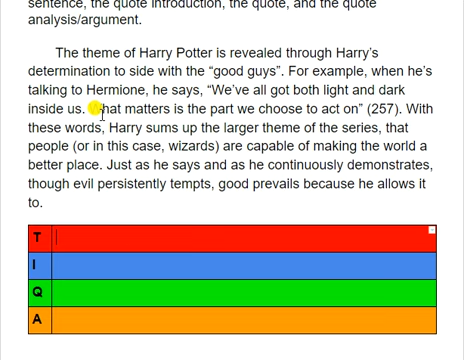 sentence, the quote introduction, the quote, and the quote
analysis/argument.
The theme of Harry Potter is revealed through Harry's
determination to side with the “good guys”. For example, when he's
talking to Hermione, he says, “We've all got both light and dark
inside us. What matters is the part we choose to act on” (257). With
these words, Harry sums up the larger theme of the series, that
people (or in this case, wizards) are capable of making the world a
better place. Just as he says and as he continuously demonstrates,
though evil persistently tempts, good prevails because he allows it
to.
T
I
Q
A